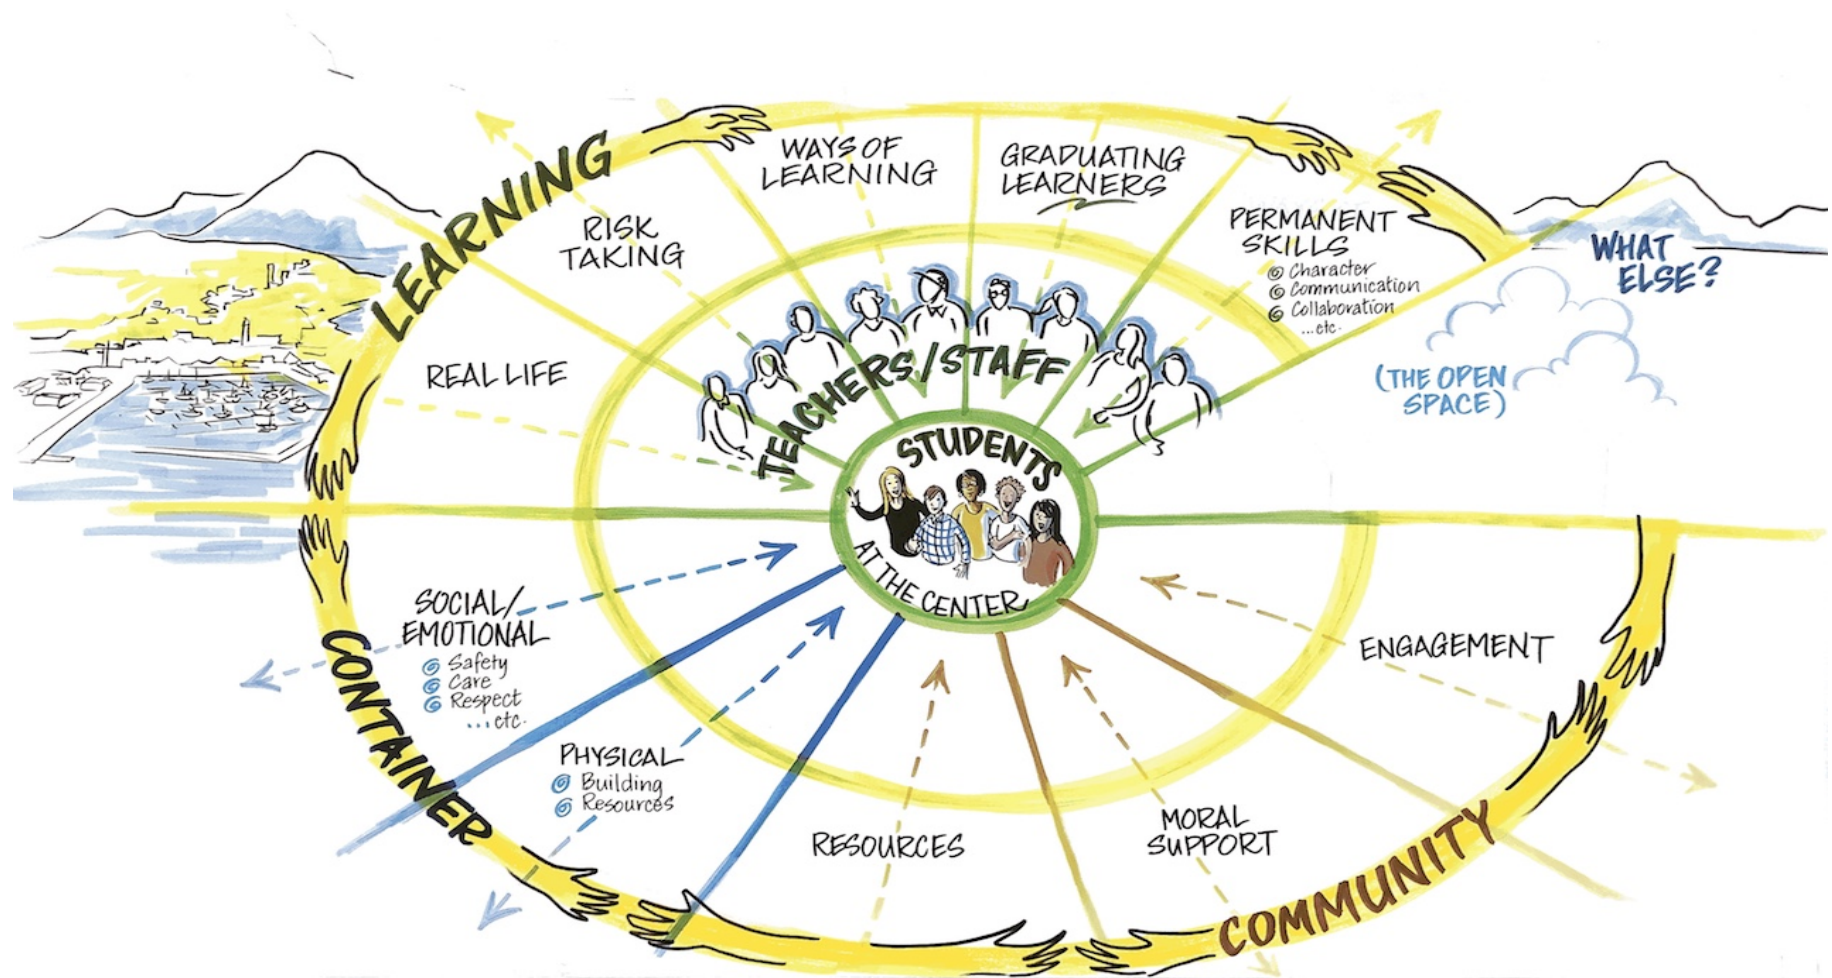 LEARNING
WAYS OF
LEARNING
GRADUATING
LEARNERS
RISK
TAKING
PERMANENT
SKILLS
Character
Communication
Collaboration
...etc.
WHAT
ELSE?
(THE OPEN
SPACE)
REAL LIFE
TEACHERS/STAFF
STUDENTS
AT THE CENTER
SOCIAL/
EMOTIONAL
Safety
Care
Respect
...etc.
CONTAINER
PHYSICAL
Building
Resources
RESOURCES
MORAL
SUPPORT
ENGAGEMENT
COMMUNITY